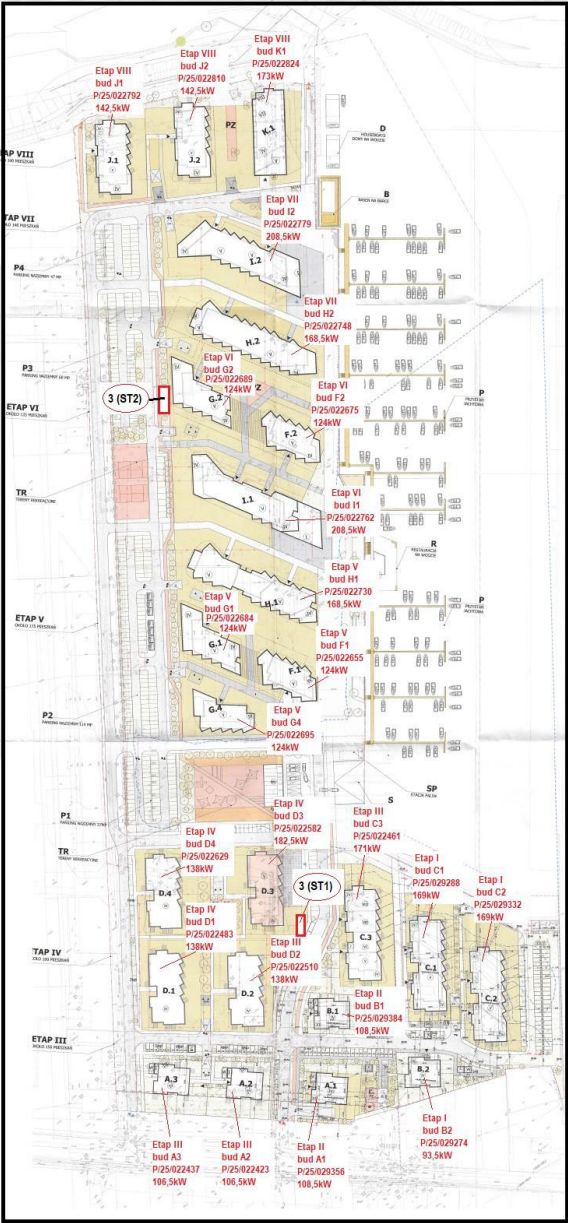 Etap VIII
bud J1
P/25/022792
142,5kW
Etap VIII
bud J2
P/25/022810
142,5kW
Etap VIII
bud K1
P/25/022824
173kW
J.1
J.2
PZ
K.1
D
B
TAP VIII
Etap VII
bud I2
P/25/022779
208,5kW
I.2
TAP VII
P4
Etap VII
bud H2
P/25/022748
168,5kW
H.2
Etap VI
bud G2
P/25/022689
124kW
G.2
P3
3 (ST2)
ETAP VI
Etap VI
bud F2
P/25/022675
124kW
F.2
P
TR
I.1
Etap VI
bud I1
P/25/022762
208,5kW
R
Etap V
bud H1
P/25/022730
168,5kW
H.1
Etap V
bud G1
P/25/022684
124kW
G.1
P
ETAP V
Etap V
bud F1
P/25/022655
124kW
F.1
G.4
Etap V
bud G4
P/25/022695
124kW
P2
SP
STACJA PALIW
S
P1
TR
Etap IV
bud D3
P/25/022582
182,5kW
Etap III
bud C3
P/25/022461
171kW
Etap IV
bud D4
P/25/022629
138kW
Etap I
bud C1
P/25/029288
169kW
Etap I
bud C2
P/25/029332
169kW
D.4
D.3
3 (ST1)
Etap IV
bud D1
P/25/022483
138kW
Etap III
bud D2
P/25/022510
138kW
C.3
C.1
C.2
TAP IV
D.1
D.2
Etap II
bud B1
P/25/029384
108,5kW
B.1
ETAP III
A.3
A.2
A.1
B.2
Etap III
bud A3
P/25/022437
106,5kW
Etap III
bud A2
P/25/022423
106,5kW
Etap II
bud A1
P/25/029356
108,5kW
Etap I
bud B2
P/25/029274
93,5kW